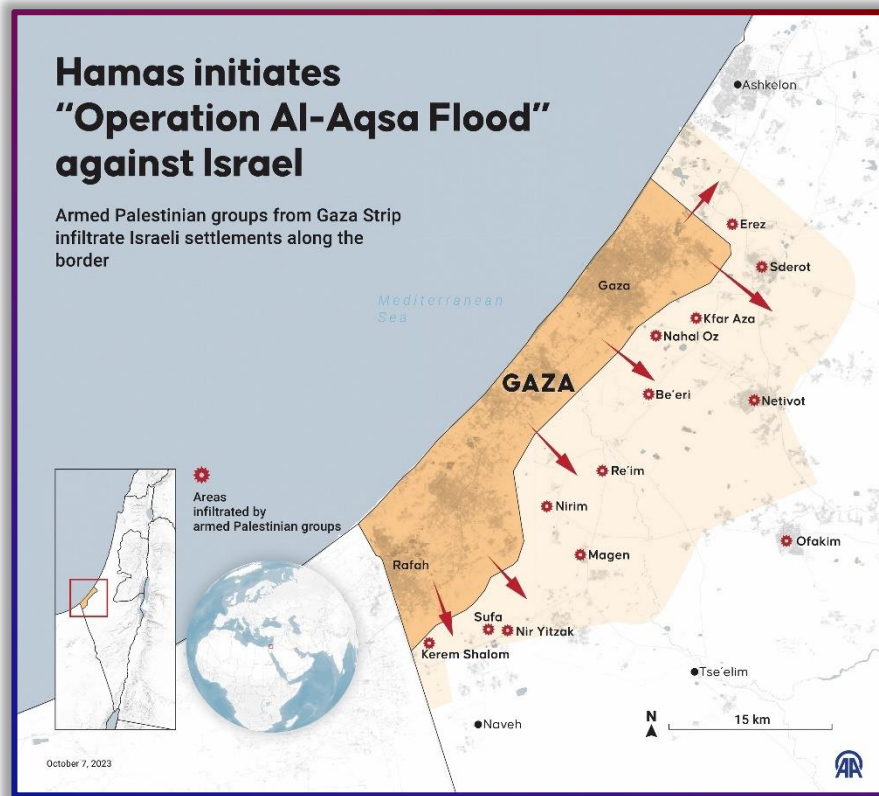 Hamas initiates
“Operation Al-Aqsa Flood”
against Israel
Armed Palestinian groups from Gaza Strip
infiltrate Israeli settlements along the
border
Ashkelon
Erez
Sderot
Gaza
Mediterranean
Sea
Kfar Aza
Nahal Oz
GAZA
Be'eri
Netivot
Re'im
Areas
infiltrated by
armed Palestinian groups
Nirim
Ofakim
Magen
Rafah
Sufa
Nir Yitzak
Kerem Shalom
Tse'elim
Naveh
N
15 km
October 7, 2023
AA